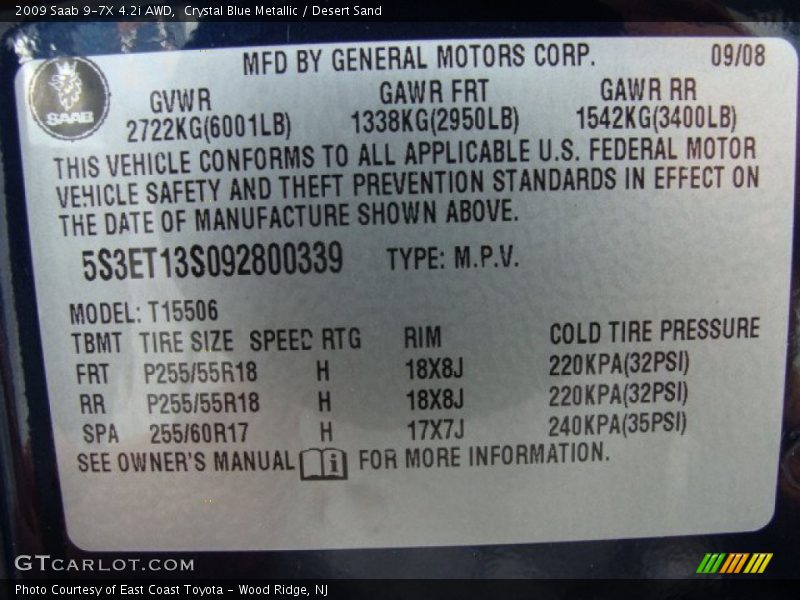 2009 Saab 9-7X 4.2i AWD, Crystal Blue Metallic / Desert Sand
MFD BY GENERAL MOTORS CORP. 09/08
SAAB
GVWR GAWR FRT GAWR RR
2722KG(6001LB) 1338KG(2950LB) 1542KG(3400LB)
THIS VEHICLE CONFORMS TO ALL APPLICABLE U.S. FEDERAL MOTOR
VEHICLE SAFETY AND THEFT PREVENTION STANDARDS IN EFFECT ON
THE DATE OF MANUFACTURE SHOWN ABOVE.
5S3ET13S092800339 TYPE: M.P.V.
MODEL: T15506
TBMT TIRE SIZE SPEED RTG RIM COLD TIRE PRESSURE
FRT P255/55R18 H 18X8J 220KPA(32PSI)
RR P255/55R18 H 18X8J 220KPA(32PSI)
SPA 255/60R17 H 17X7J 240KPA(35PSI)
SEE OWNER'S MANUAL i FOR MORE INFORMATION.
GTCARLOT.COM
Photo Courtesy of East Coast Toyota - Wood Ridge, NJ